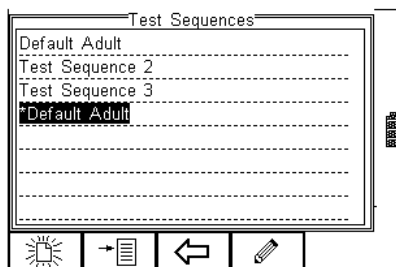 Test Sequences
Default Adult
Test Sequence 2
Test Sequence 3
*Default Adult